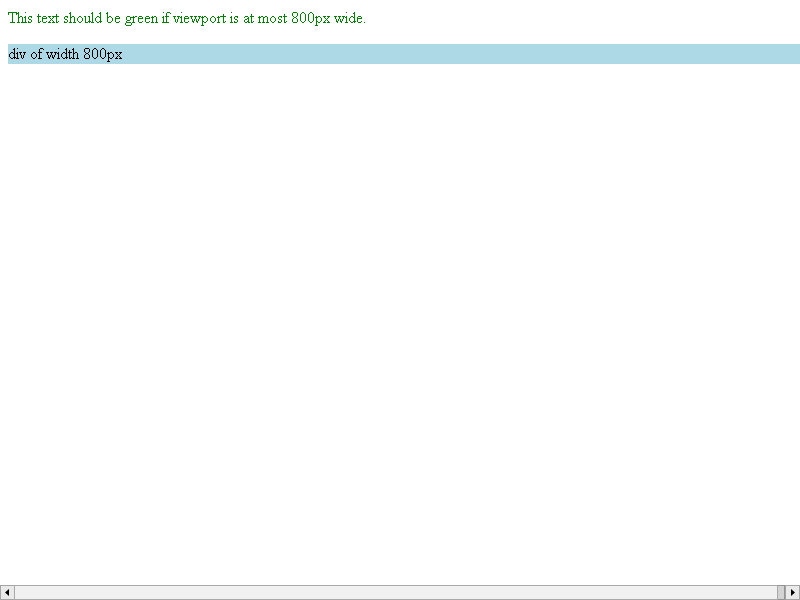 This text should be green if viewport is at most 800px wide.
div of width 800px